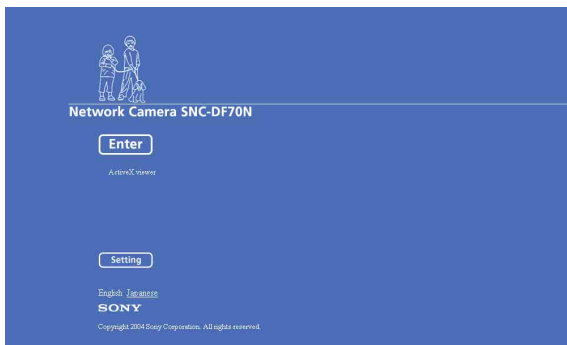 Network Camera SNC-DF70N
Enter
ActiveX viewer
Setting
English Japanese
SONY
Copyright 2004 Sony Corporation. All rights reserved.